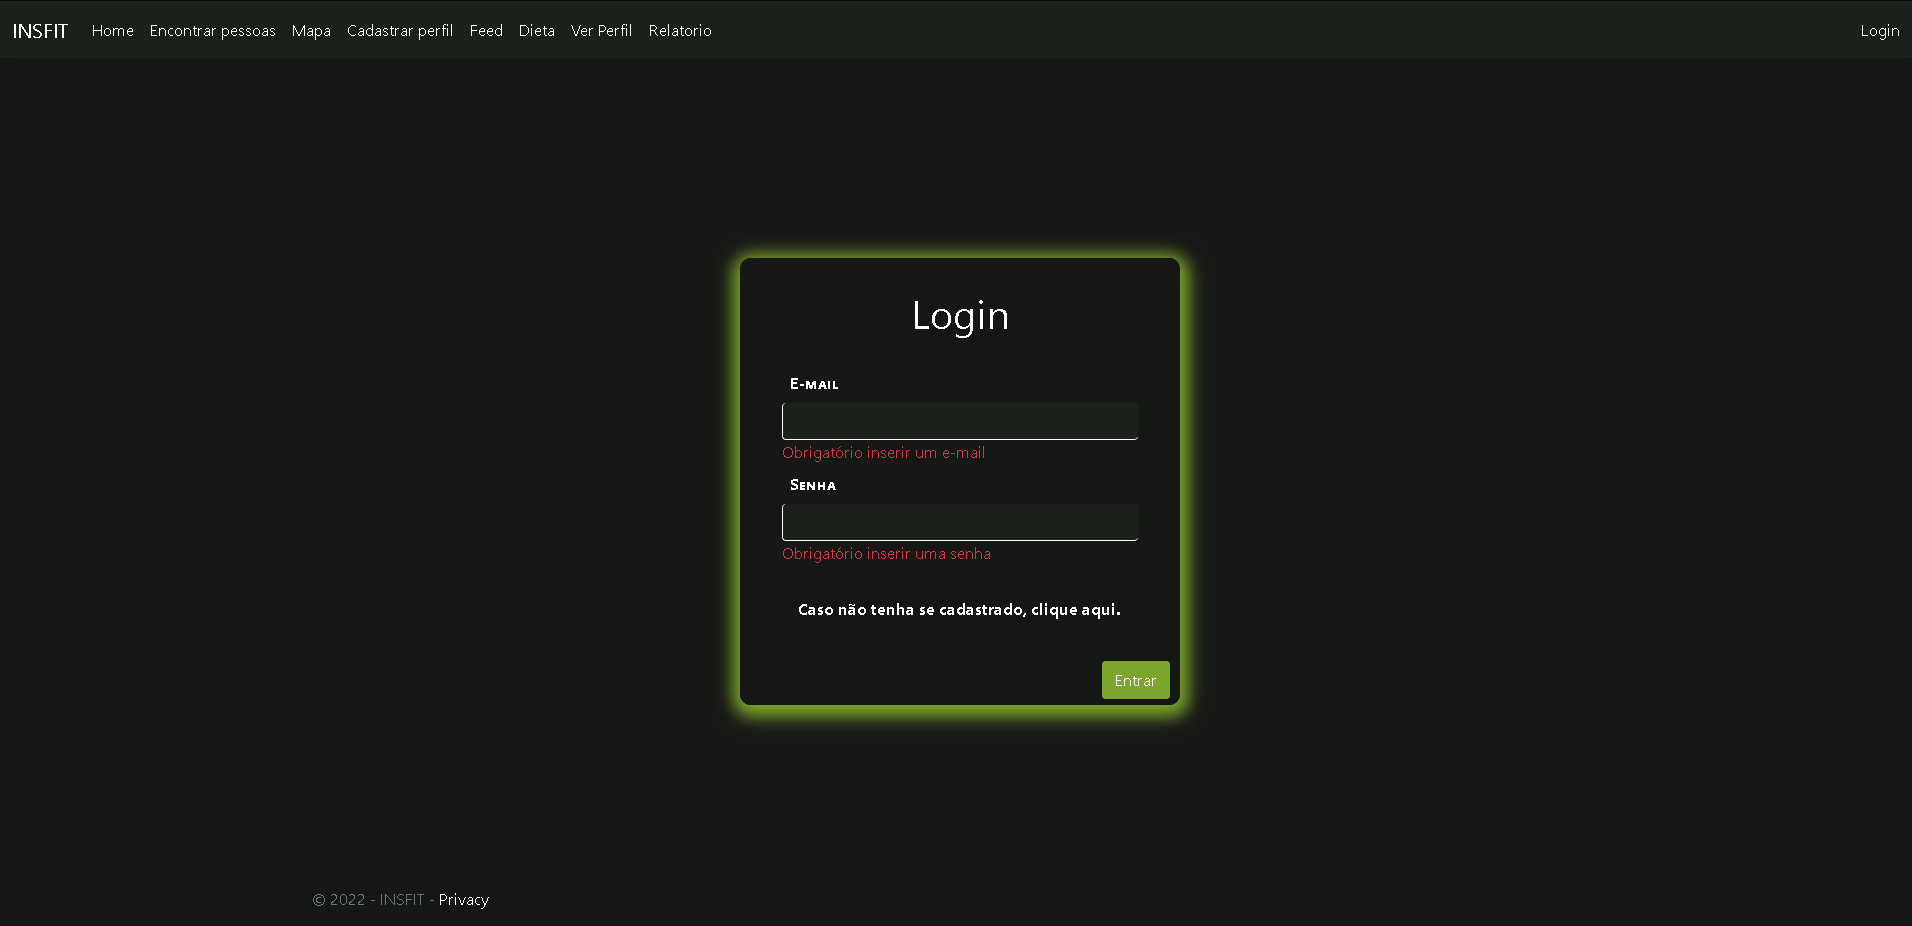 INSFIT Home Encontrar pessoas Mapa Cadastrar perfil Feed Dieta Ver Perfil Relatorio Login
Login
E-mail
Obrigatório inserir um e-mail
Senha
Obrigatório inserir uma senha
Caso não tenha se cadastrado, clique aqui.
Entrar
© 2022 - INSFIT - Privacy